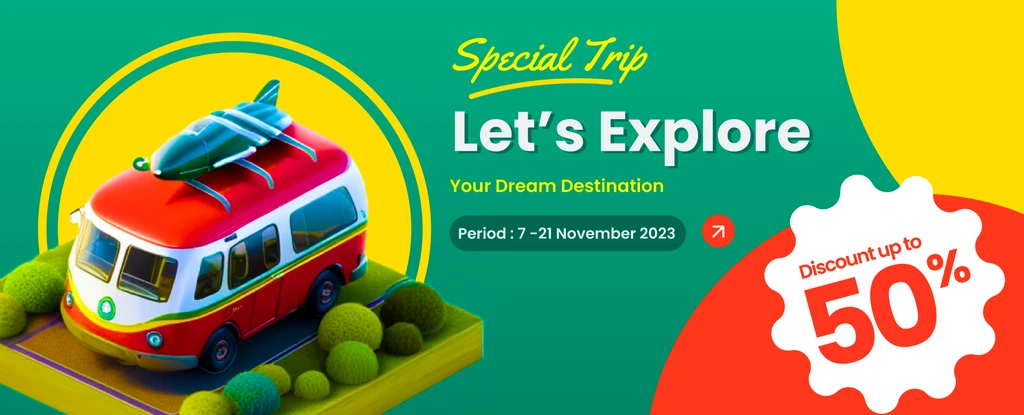 Special Trip
Let's Explore
Your Dream Destination
Period : 7 -21 November 2023
Discount up to
50%